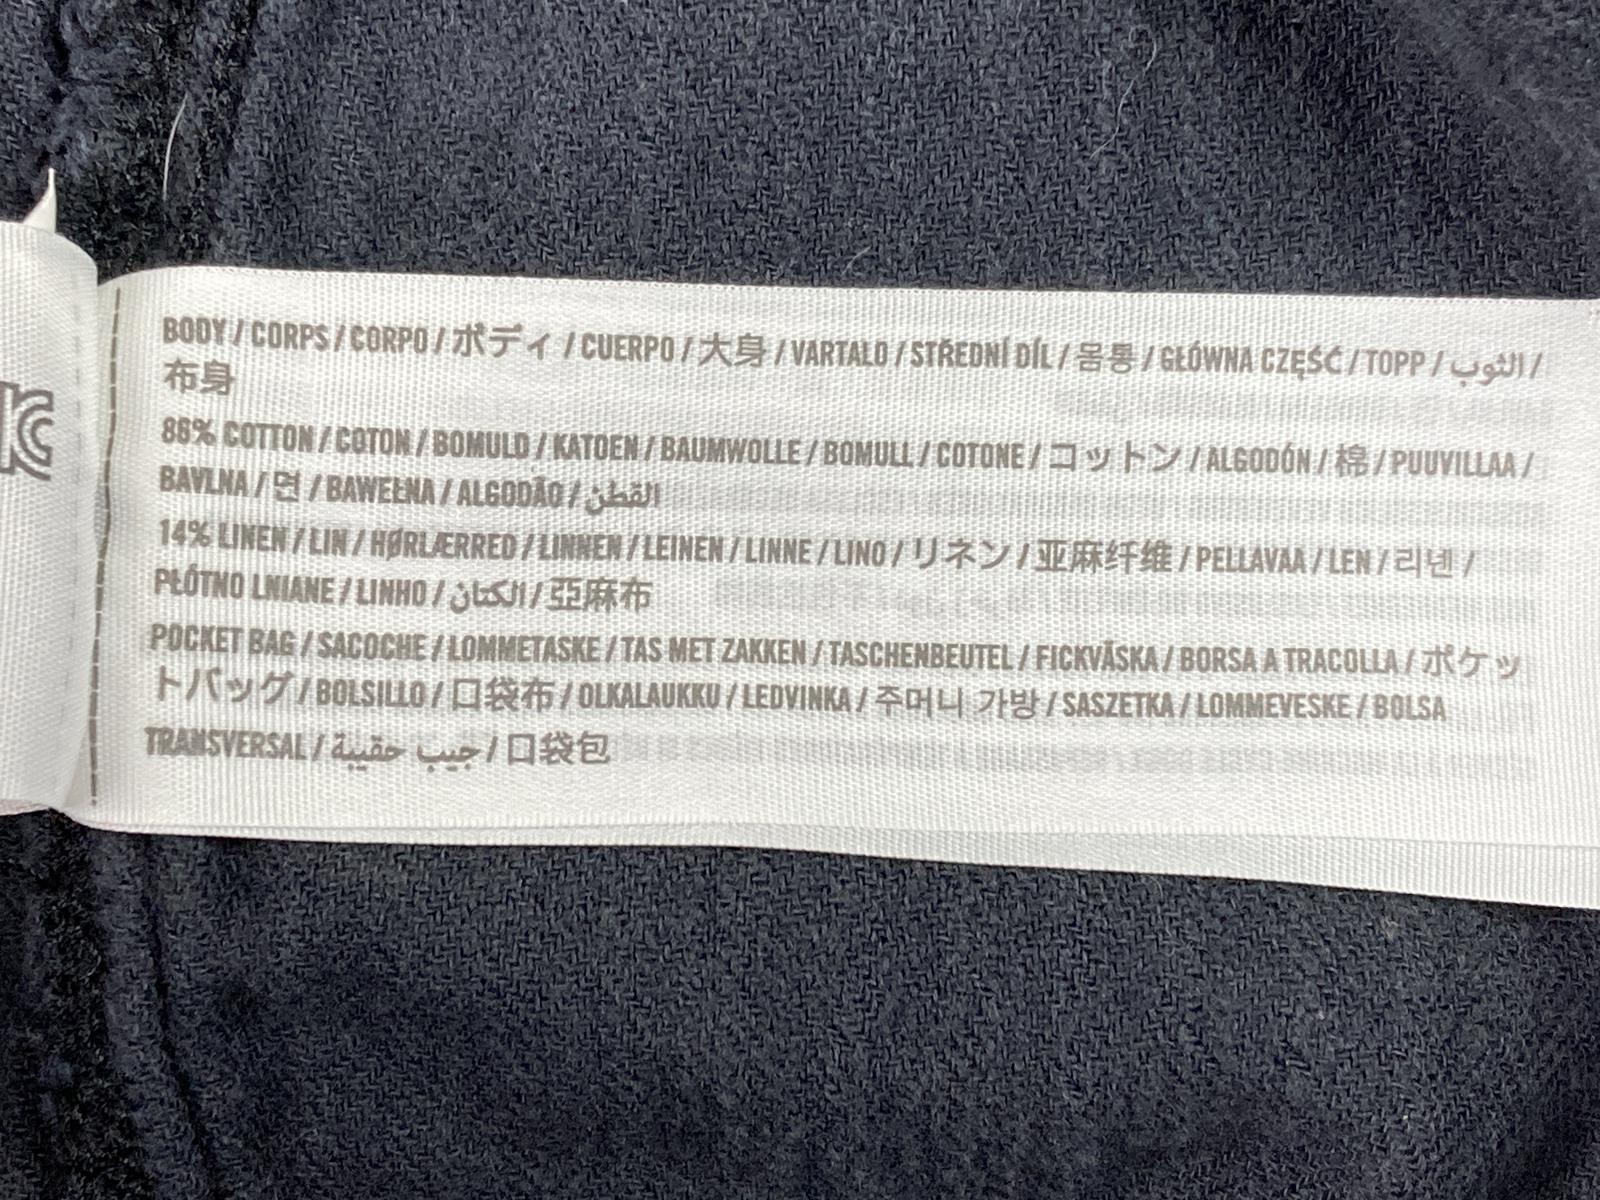 BODY / CORPS / CORPO / ボディ / CUERPO / 大身 / VARTALO / STŘEDNÍ DÍL / 몸통 / GŁÓWNA CZĘŚĆ / TOPP / الثوب /
布身
86% COTTON / COTON / BOMULD / KATOEN / BAUMWOLLE / BOMULL / COTONE / コットン / ALGODÓN / 棉 / PUUVILLAA /
BAVLNA / 면 / BAWEŁNA / ALGODÃO / القطن
14% LINEN / LIN / HØRLÆRRED / LINNEN / LEINEN / LINNE / LINO / リネン / 亚麻纤维 / PELLAVAA / LEN / 리넨 /
PŁÓTNO LNIANE / LINHO / الكتان / 亞麻布
POCKET BAG / SACOCHE / LOMMETASKE / TAS MET ZAKKEN / TASCHENBEUTEL / FICKVÄSKA / BORSA A TRACOLLA / ポケッ
トバッグ / BOLSILLO / 口袋布 / OLKALAUKKU / LEDVINKA / 주머니 가방 / SASZETKA / LOMMEVESKE / BOLSA
TRANSVERSAL / جيب حقيبة / 口袋包